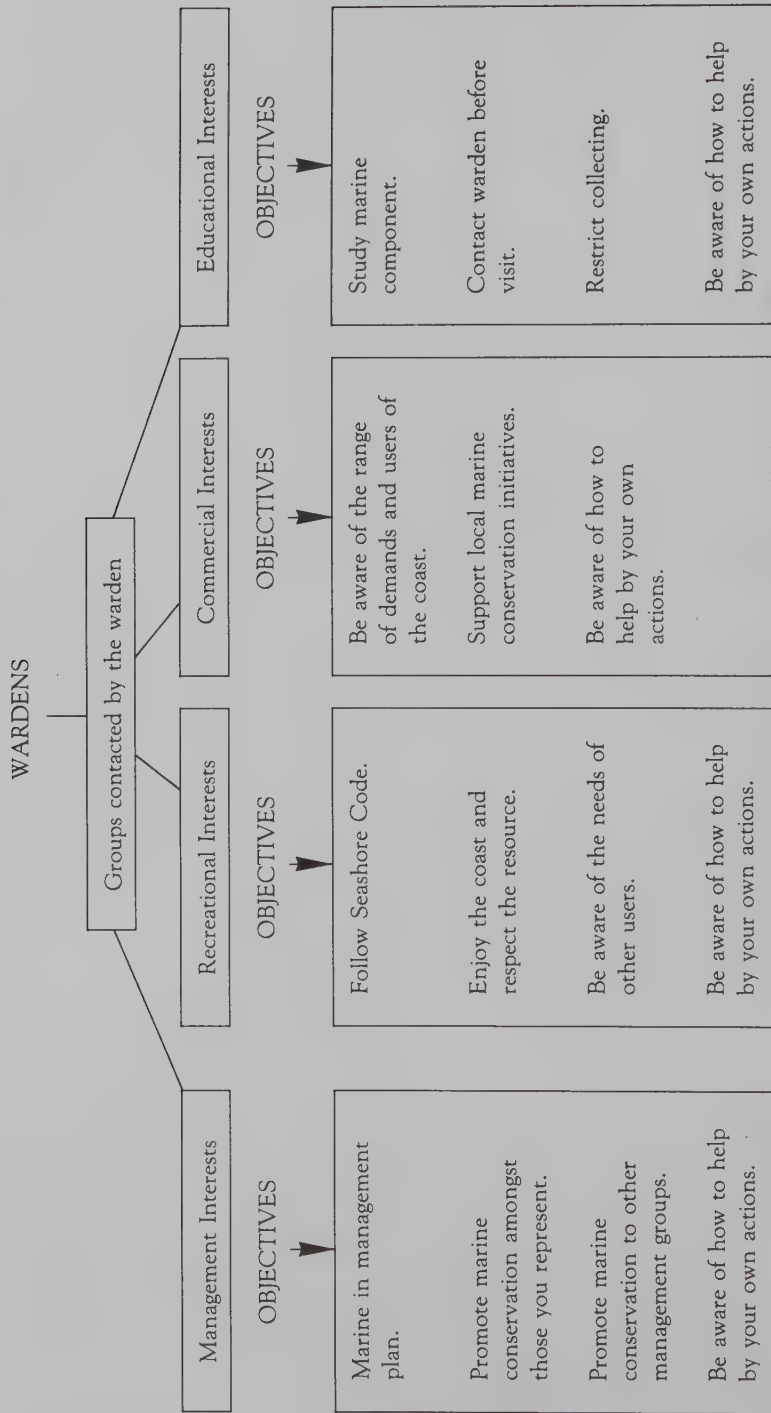 WARDENS
Groups contacted by the warden
Management Interests
OBJECTIVES
Marine in management
plan.
Promote marine
conservation amongst
those you represent.
Promote marine
conservation to other
management groups.
Be aware of how to help
by your own actions.
Recreational Interests
OBJECTIVES
Follow Seashore Code.
Enjoy the coast and
respect the resource.
Be aware of the needs of
other users.
Be aware of how to help
by your own actions.
Commercial Interests
OBJECTIVES
Be aware of the range
of demands and users of
the coast.
Support local marine
conservation initiatives.
Be aware of how to
help by your own
actions.
Educational Interests
OBJECTIVES
Study marine
component.
Contact warden before
visit.
Restrict collecting.
Be aware of how to help
by your own actions.